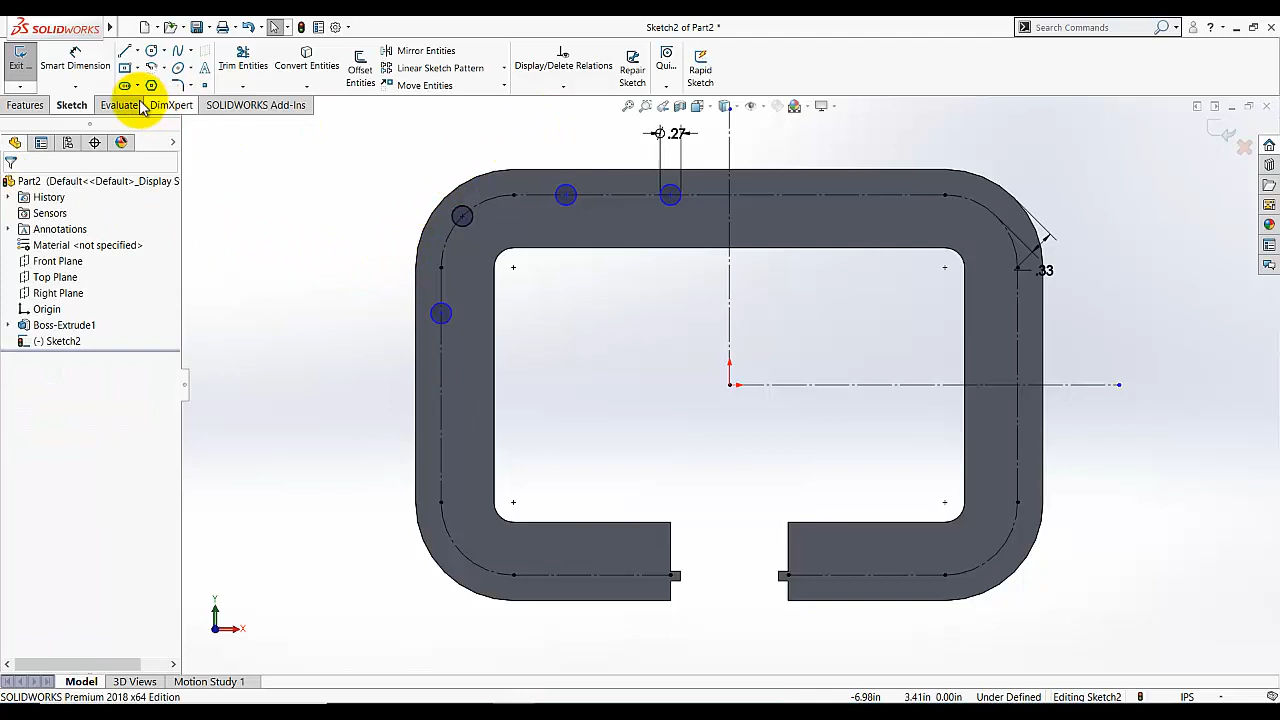 SOLIDWORKS
Sketch2 of Part2 *
Search Commands
Exit ...
Smart Dimension
Trim Entities
Convert Entities
Offset Entities
Mirror Entities
Linear Sketch Pattern
Move Entities
Display/Delete Relations
Repair Sketch
Qui...
Rapid Sketch
Features
Sketch
Evaluate
DimXpert
SOLIDWORKS Add-Ins
Part2 (Default<<Default>_Display S
History
Sensors
Annotations
Material <not specified>
Front Plane
Top Plane
Right Plane
Origin
Boss-Extrude1
(-) Sketch2
⌀.27
.33
Y
X
Model
3D Views
Motion Study 1
SOLIDWORKS Premium 2018 x64 Edition
-6.98in
3.41in 0.00in
Under Defined
Editing Sketch2
IPS